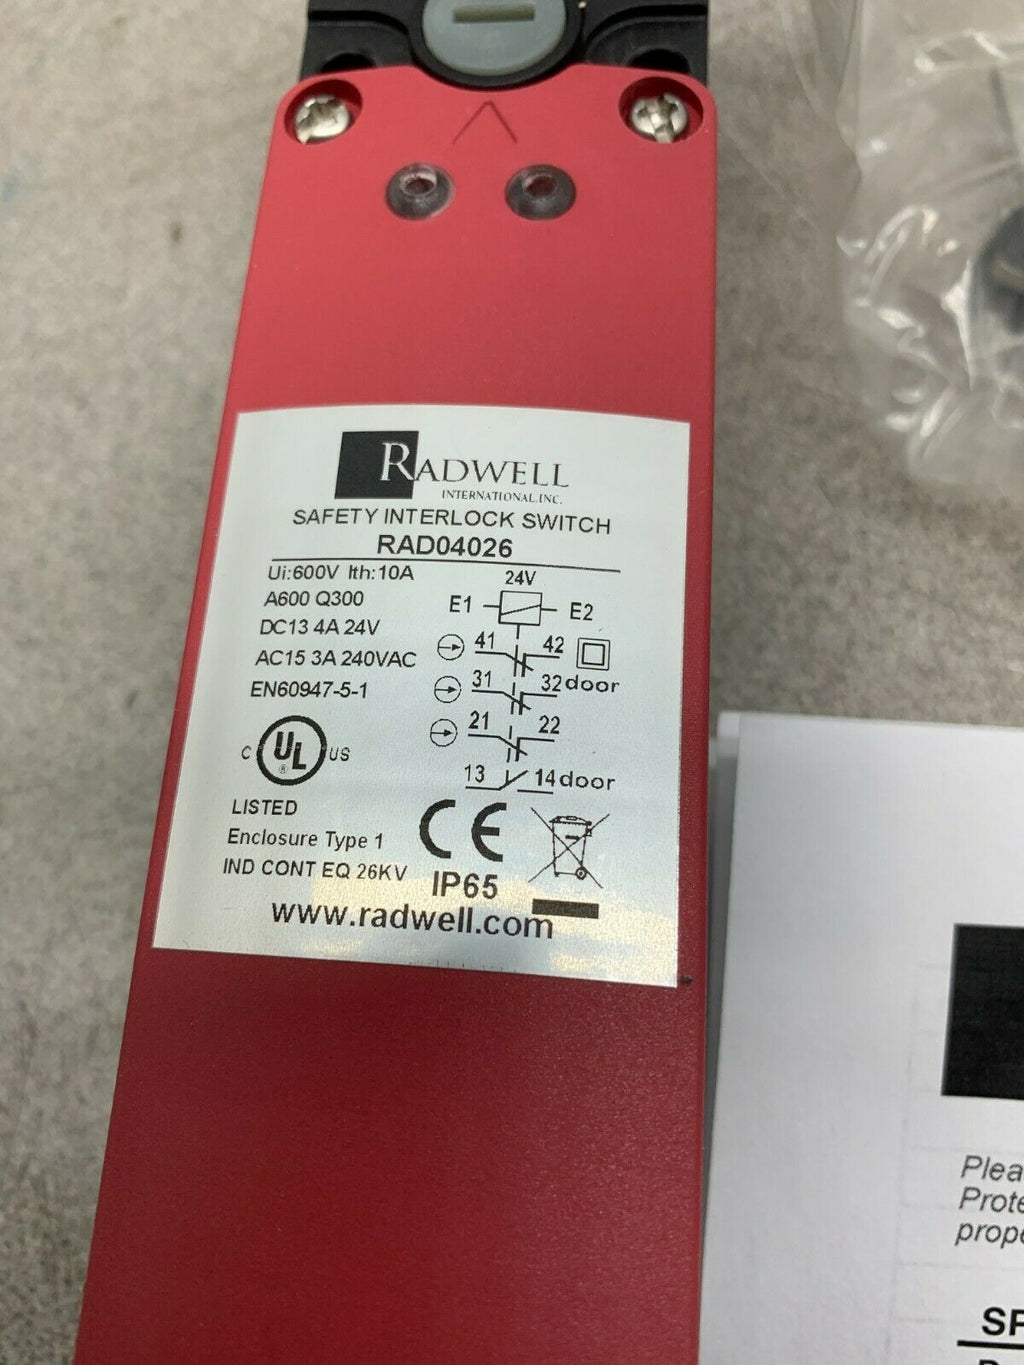 RADWELL
INTERNATIONAL, INC.
SAFETY INTERLOCK SWITCH
RAD04026
Ui:600V Ith:10A
A600 Q300
DC13 4A 24V
AC15 3A 240VAC
EN60947-5-1
24V
E1 E2
41 42
31 32 door
21 22
13 14 door
C UL ® US
LISTED
Enclosure Type 1
IND CONT EQ 26KV
CE
IP65
www.radwell.com
Plea
Prote
prope
SP